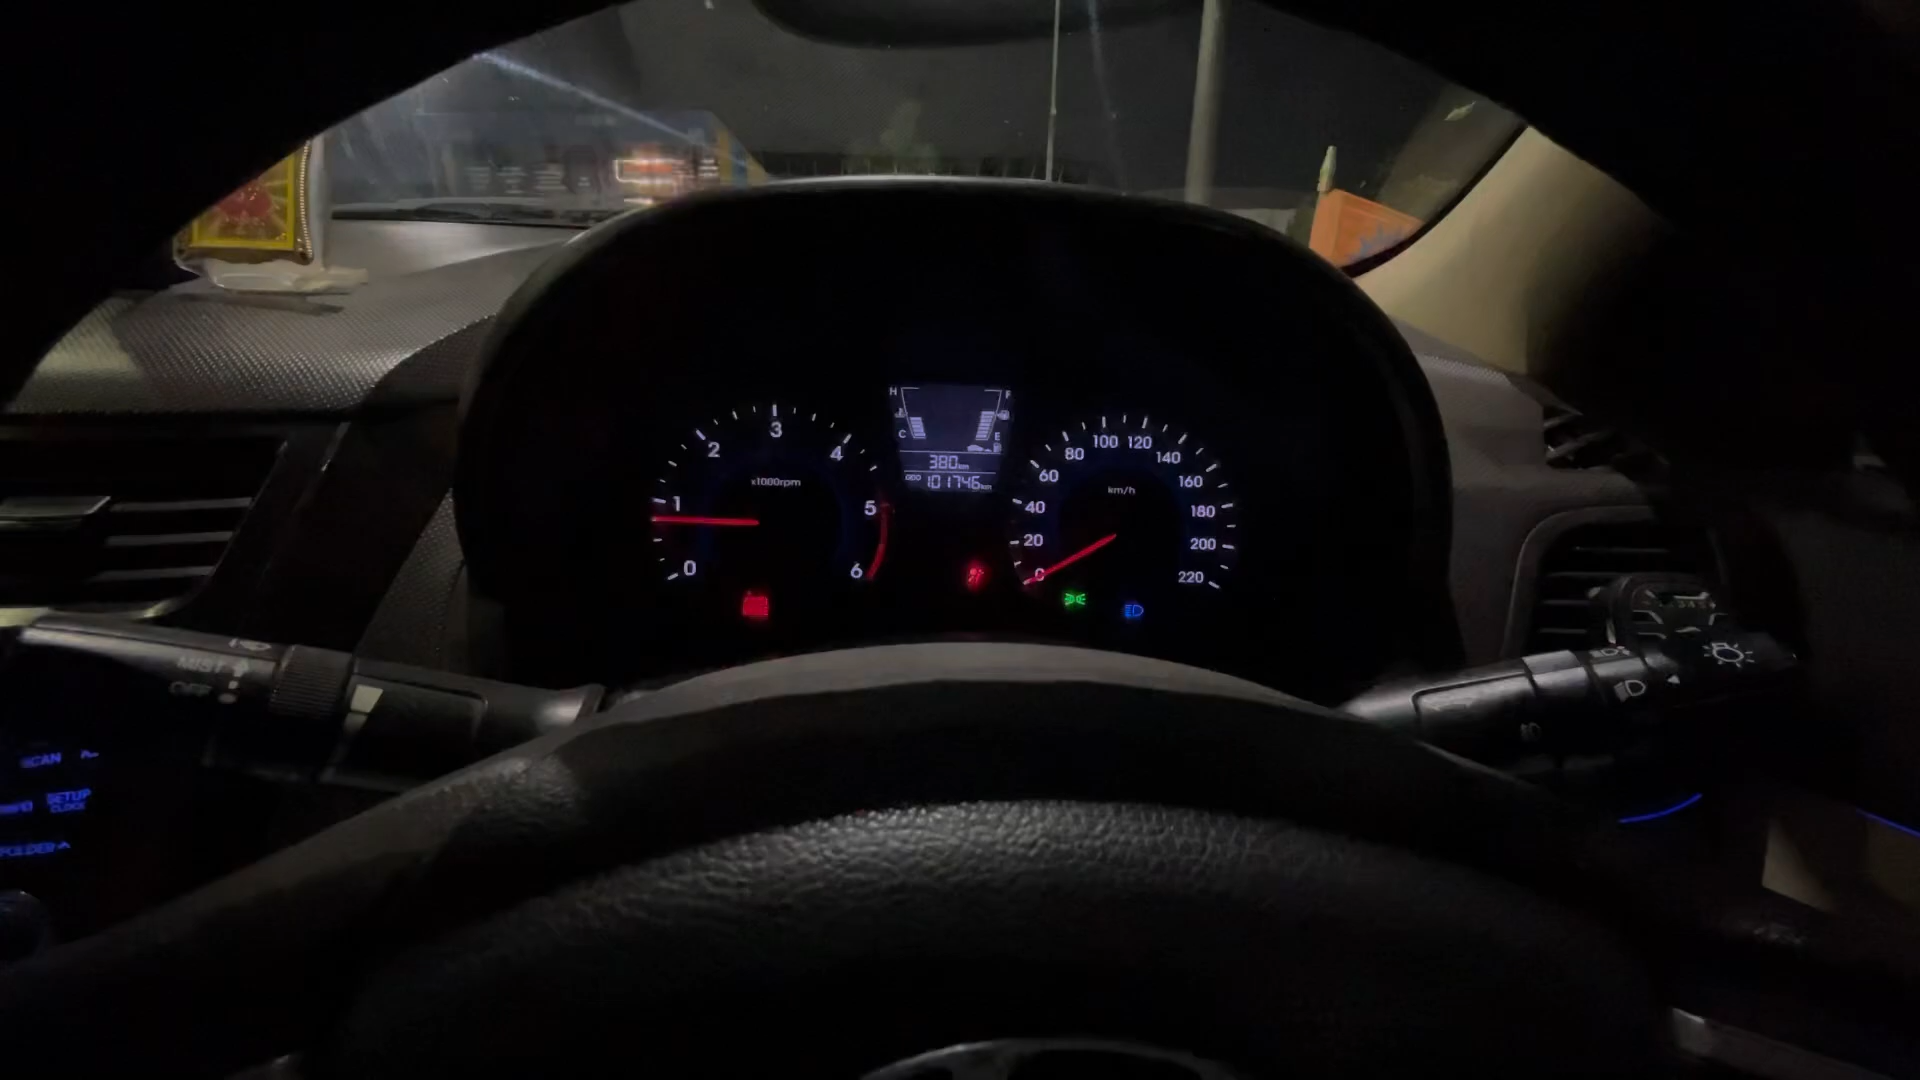 3
2
4
1
5
0
6
x1000rpm
H F
C E
380km
ODO 101746km
100 120
80 140
60 160
km/h
40 180
20 200
0 220
MIST
OFF
SCAN
SETUP
CLOCK
FOLDER